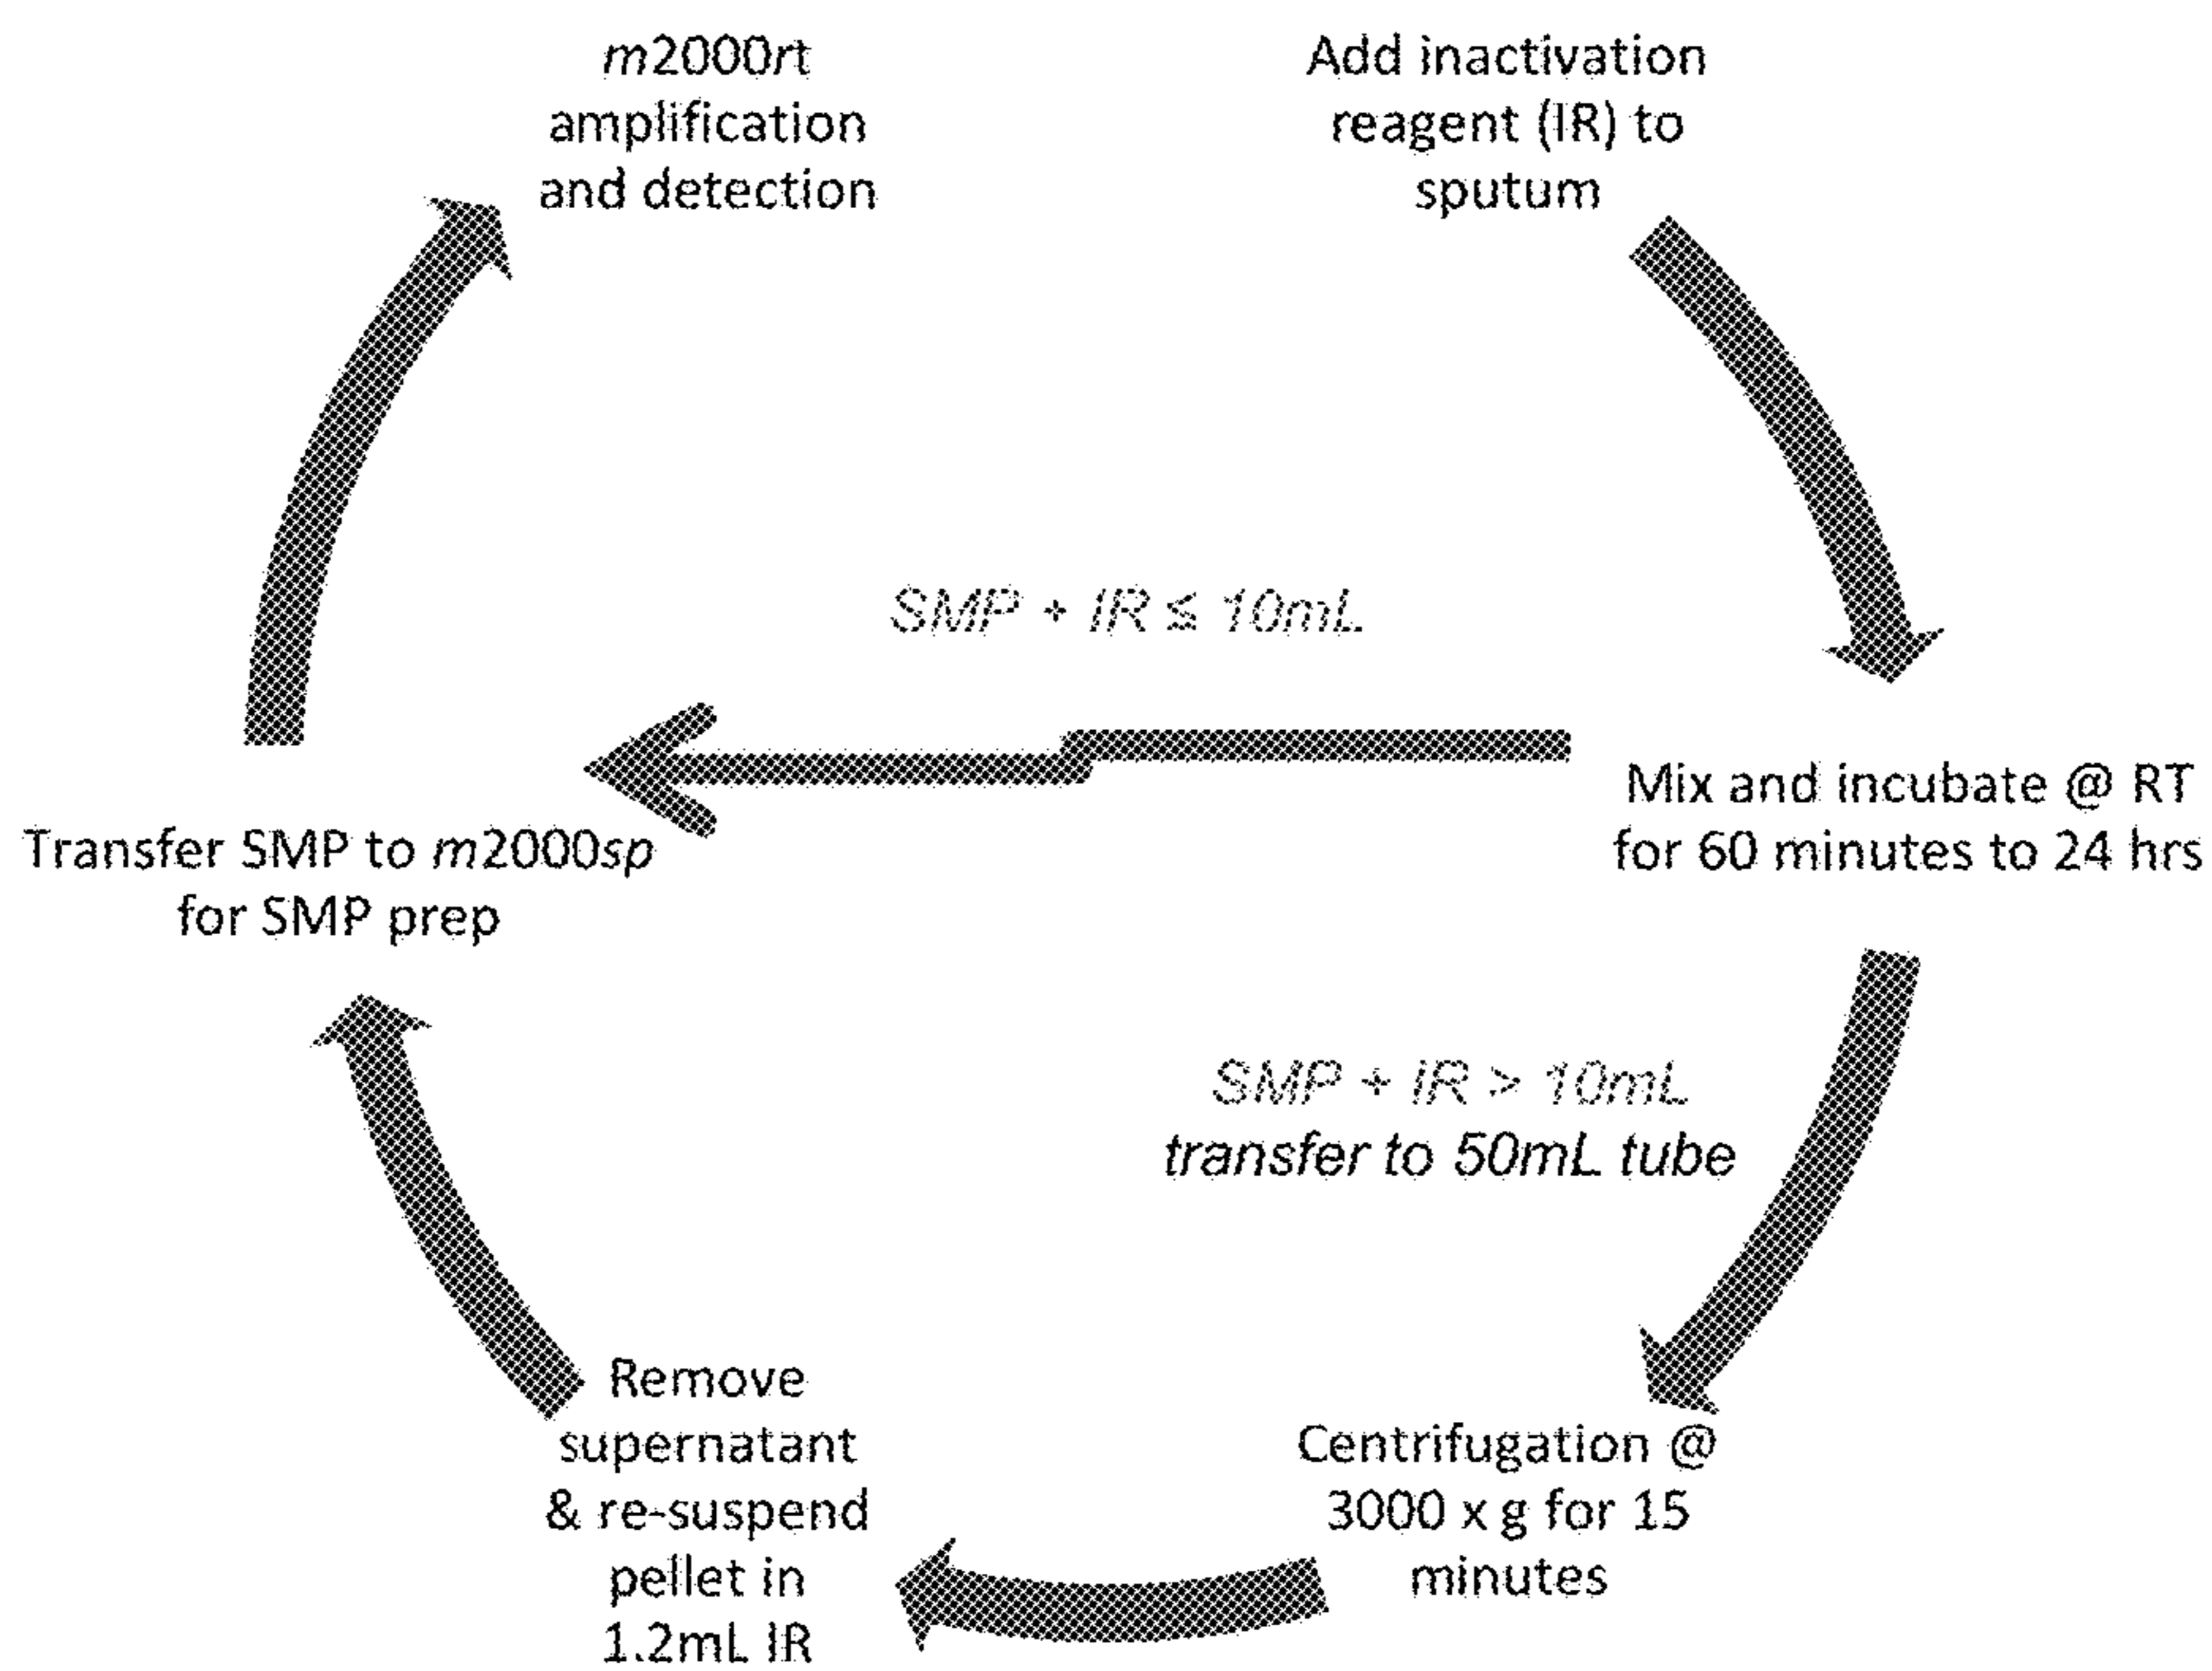 m2000rt
amplification
and detection
Add inactivation
reagent (IR) to
sputum
SMP + IR ≤ 10mL
Mix and incubate @ RT
for 60 minutes to 24 hrs
Transfer SMP to m2000sp
for SMP prep
SMP + IR > 10mL
transfer to 50mL tube
Centrifugation @
3000 x g for 15
minutes
Remove
supernatant
& re-suspend
pellet in
1.2mL IR